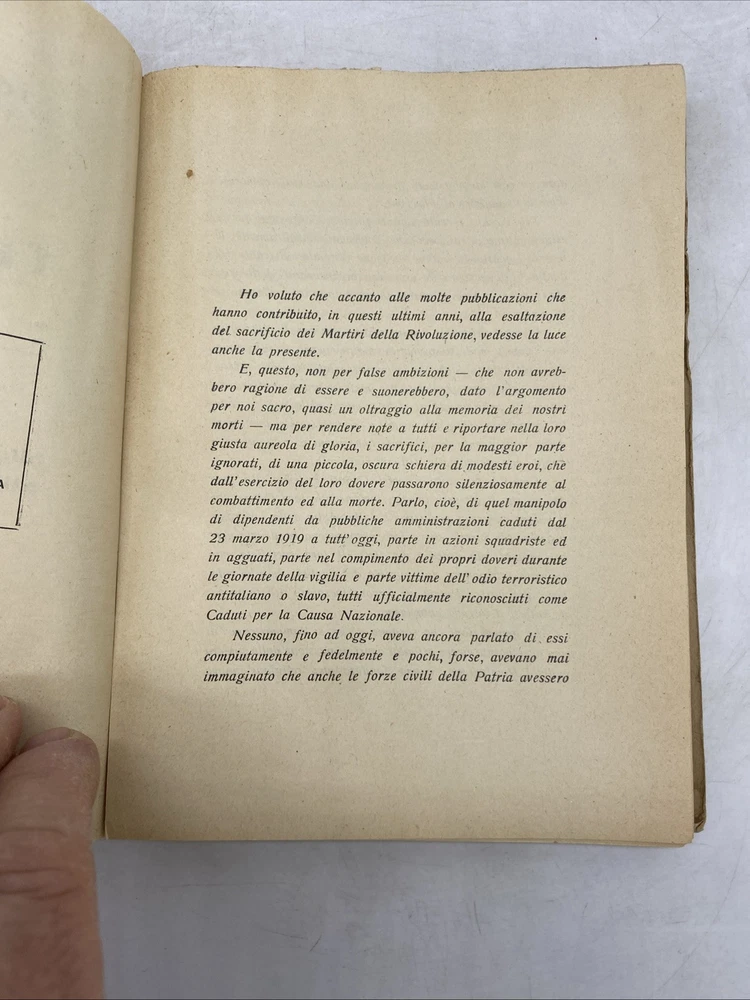 A
Ho voluto che accanto alle molte pubblicazioni che
hanno contribuito, in questi ultimi anni, alla esaltazione
del sacrificio dei Martiri della Rivoluzione, vedesse la luce
anche la presente.
E, questo, non per false ambizioni — che non avreb-
bero ragione di essere e suonerebbero, dato l'argomento
per noi sacro, quasi un oltraggio alla memoria dei nostri
morti — ma per rendere note a tutti e riportare nella loro
giusta aureola di gloria, i sacrifici, per la maggior parte
ignorati, di una piccola, oscura schiera di modesti eroi, che
dall'esercizio del loro dovere passarono silenziosamente al
combattimento ed alla morte. Parlo, cioè, di quel manipolo
di dipendenti da pubbliche amministrazioni caduti dal
23 marzo 1919 a tutt'oggi, parte in azioni squadriste ed
in agguati, parte nel compimento dei propri doveri durante
le giornate della vigilia e parte vittime dell'odio terroristico
antitaliano o slavo, tutti ufficialmente riconosciuti come
Caduti per la Causa Nazionale.
Nessuno, fino ad oggi, aveva ancora parlato di essi
compiutamente e fedelmente e pochi, forse, avevano mai
immaginato che anche le forze civili della Patria avessero